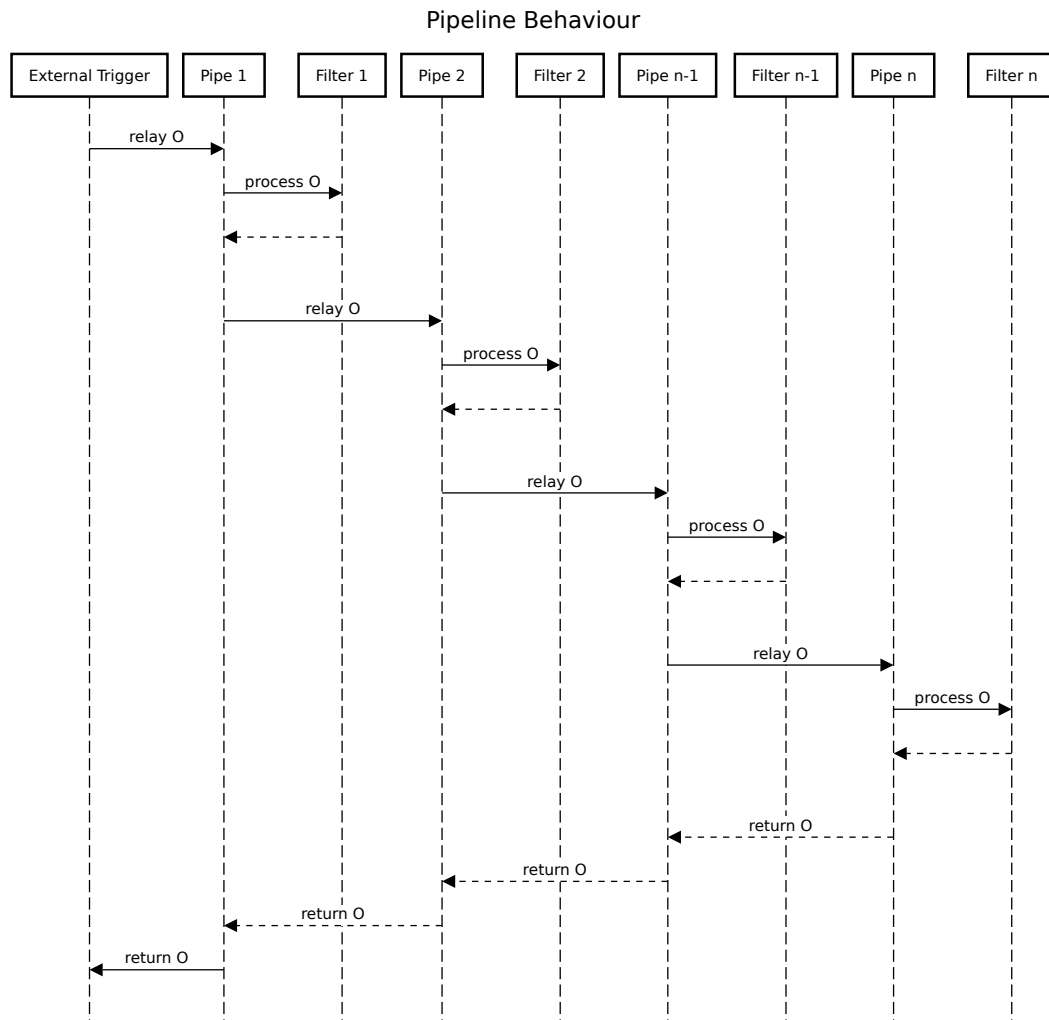 Pipeline Behaviour
External Trigger
Pipe 1
Filter 1
Pipe 2
Filter 2
Pipe n-1
Filter n-1
Pipe n
Filter n
relay O
process O
relay O
process O
relay O
process O
relay O
process O
return O
return O
return O
return O